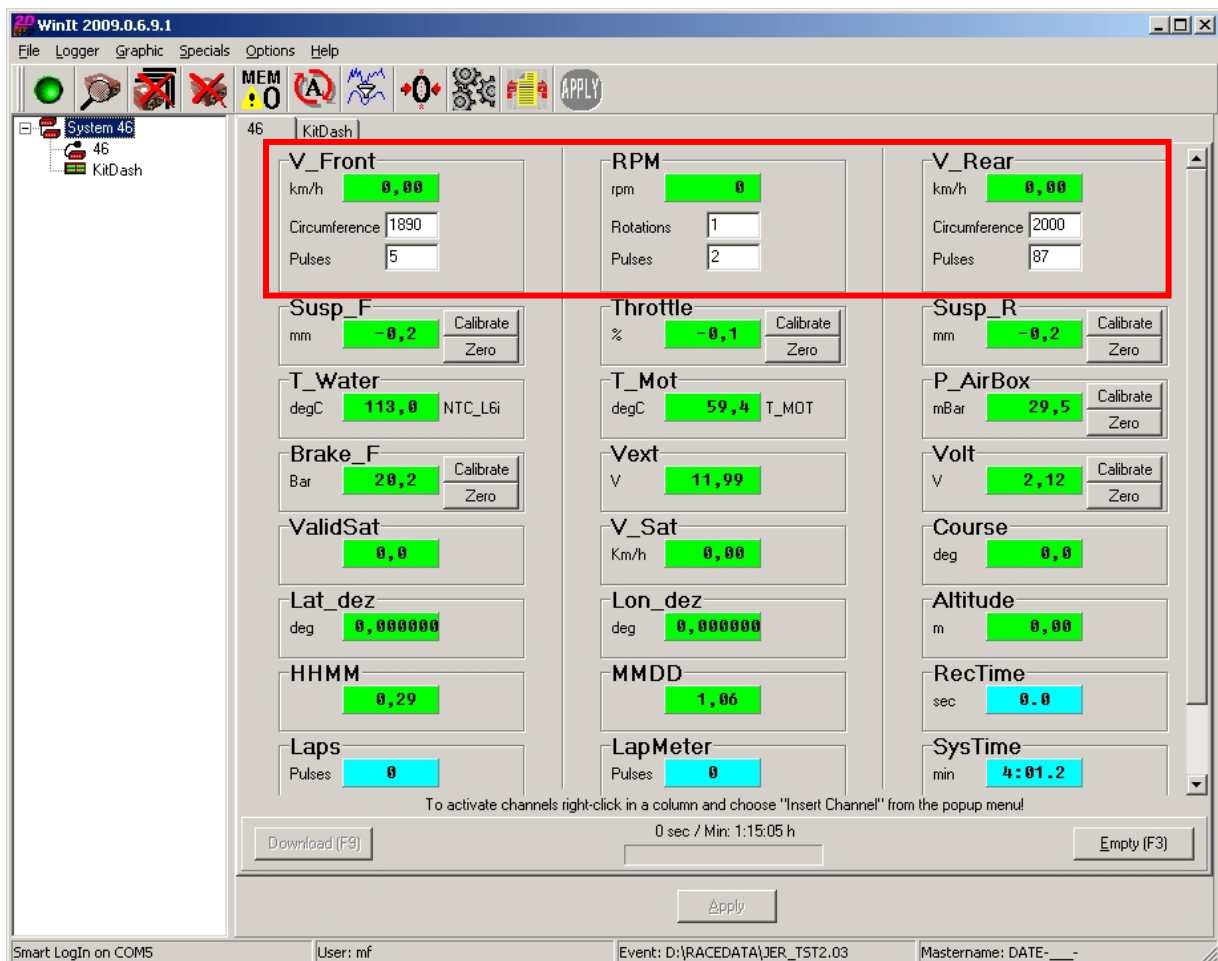 WinIt 2009.0.6.9.1
File Logger Graphic Specials Options Help
MEM
0
A
0
APPLY
System 46
46
KitDash
46 KitDash
V_Front RPM V_Rear
km/h 0,00 rpm 0 km/h 0,00
Circumference 1890 Rotations 1 Circumference 2000
Pulses 5 Pulses 2 Pulses 87
Susp_F Throttle Susp_R
mm -0,2 Calibrate % -0,1 Calibrate mm -0,2 Calibrate
Zero Zero Zero
T_Water T_Mot P_AirBox
degC 113,0 NTC_L6i degC 59,4 T_MOT mBar 29,5 Calibrate
Zero
Brake_F Vext Volt
Bar 20,2 Calibrate V 11,99 V 2,12 Calibrate
Zero Zero
ValidSat V_Sat Course
0,0 Km/h 0,00 deg 0,0
Lat_dez Lon_dez Altitude
deg 0,000000 deg 0,000000 m 0,00
HHMM MMDD RecTime
0,29 1,06 sec 0.0
Laps LapMeter SysTime
Pulses 0 Pulses 0 min 4:01.2
To activate channels right-click in a column and choose "Insert Channel" from the popup menu!
Download (F9) 0 sec / Min: 1:15:05 h Empty (F3)
Apply
Smart LogIn on COM5 User: mf Event: D:\RACEDATA\JER_TST2.03 Mastername: DATE-___-